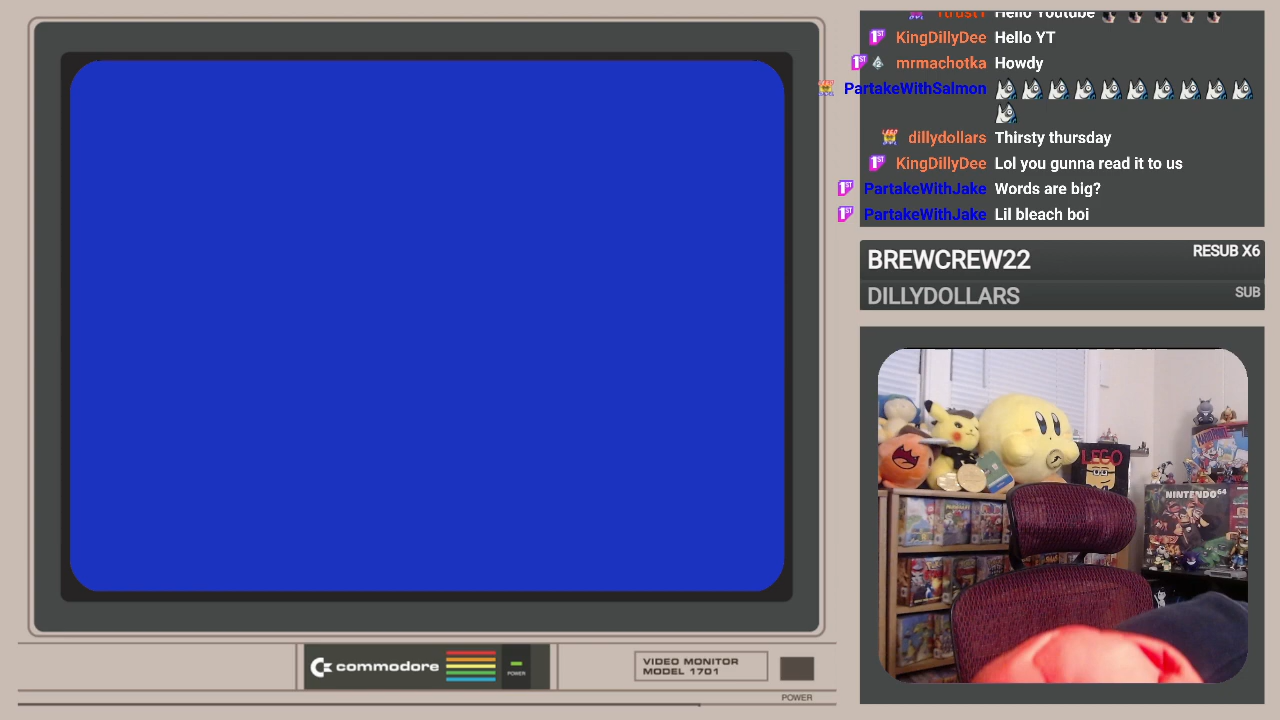 Hello Youtube
KingDillyDee Hello YT
mrmachotka Howdy
PartakeWithSalmon
dillydollars Thirsty thursday
KingDillyDee Lol you gunna read it to us
PartakeWithJake Words are big?
PartakeWithJake Lil bleach boi
BREWCREW22 RESUB X6
DILLYDOLLARS SUB
LEGO
NINTENDO64
commodore
POWER
VIDEO MONITOR
MODEL 1701
POWER